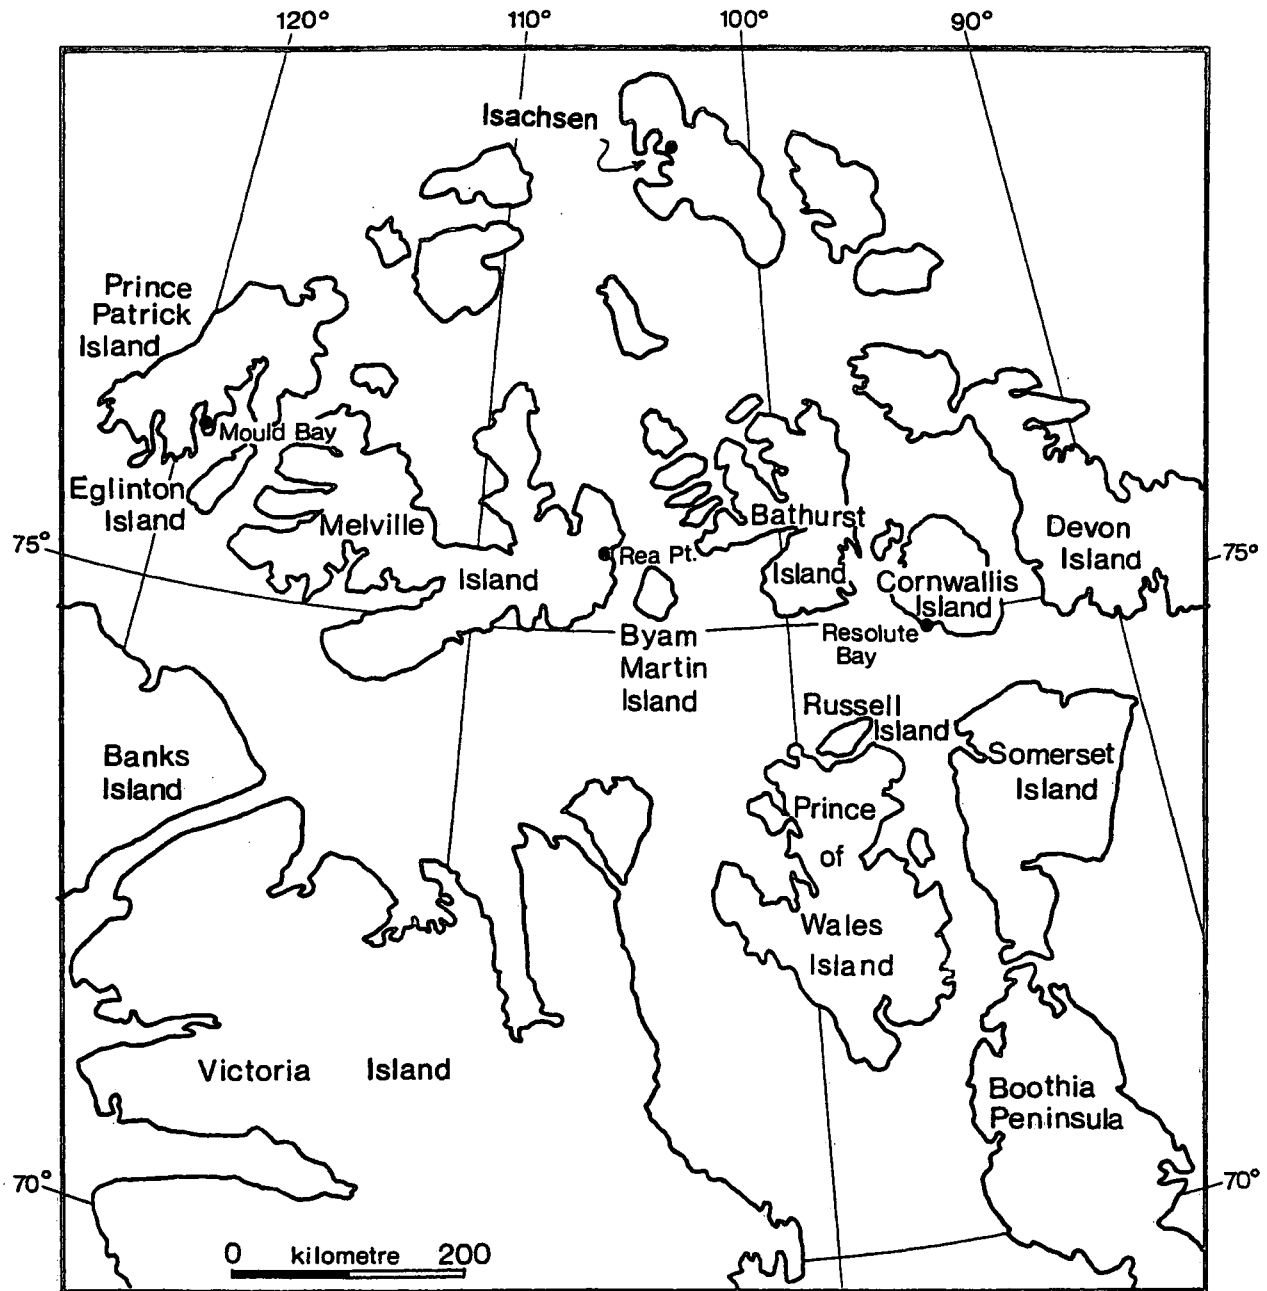 120° 110° 100° 90°
Isachsen
Prince
Patrick
Island
Mould Bay
Eglinton
Island
Melville
Island
Bathurst
Island
Devon
Island
75°
75°
Rea Pt.
Cornwallis
Island
Byam
Martin
Island
Resolute
Bay
Russell
Island
Banks
Island
Somerset
Island
Prince
of
Wales
Island
Victoria Island
Boothia
Peninsula
70°
70°
0 kilometre 200